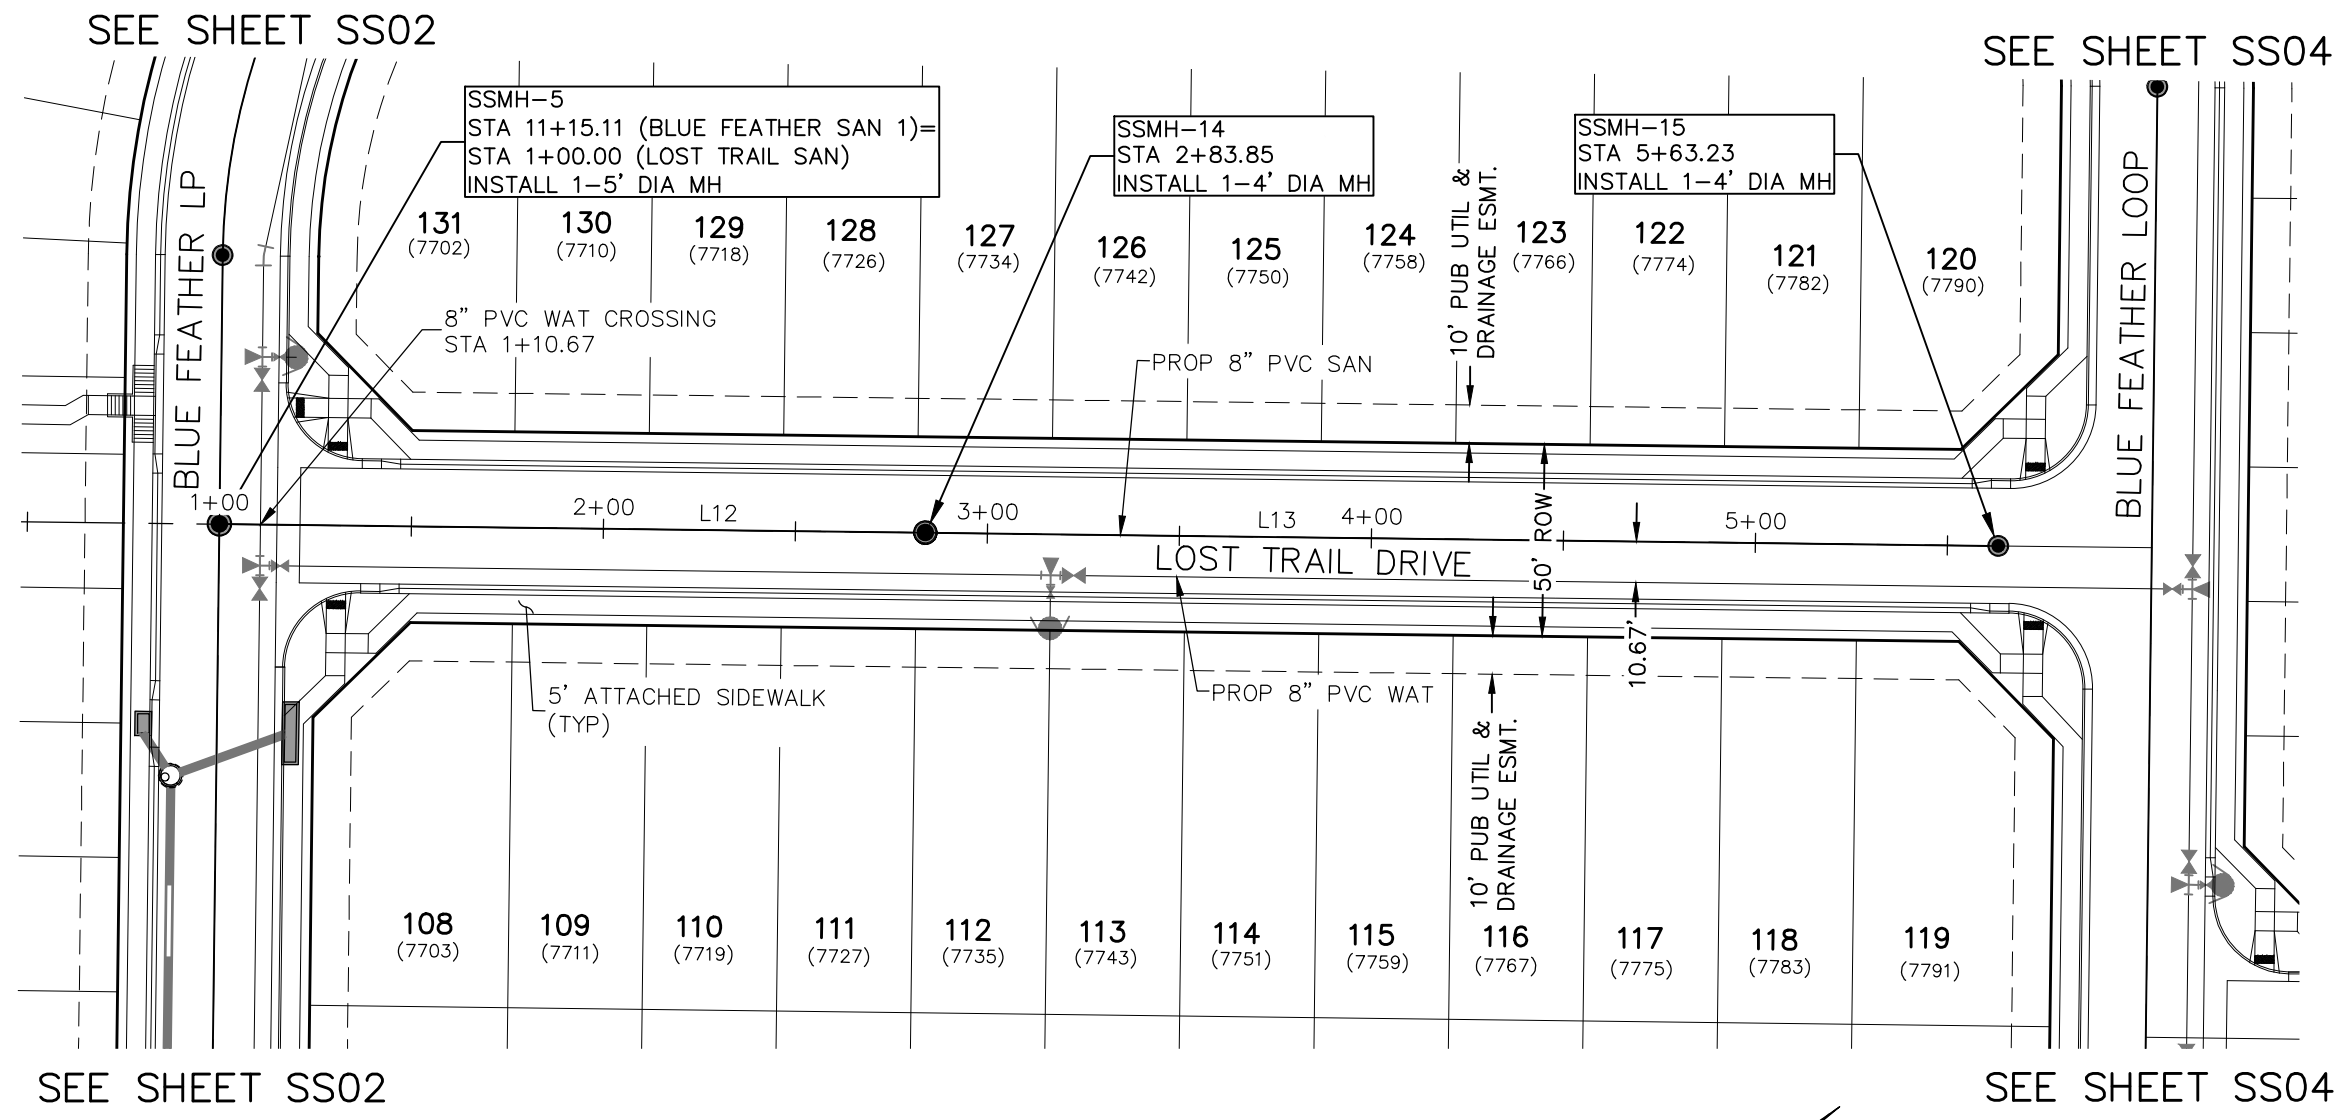 SEE SHEET SS02
SEE SHEET SS04
SSMH-5
STA 11+15.11 (BLUE FEATHER SAN 1)=
STA 1+00.00 (LOST TRAIL SAN)
INSTALL 1-5' DIA MH
SSMH-14
STA 2+83.85
INSTALL 1-4' DIA MH
SSMH-15
STA 5+63.23
INSTALL 1-4' DIA MH
BLUE FEATHER LP
BLUE FEATHER LOOP
10' PUB UTIL &
DRAINAGE ESMT.
131
(7702)
130
(7710)
129
(7718)
128
(7726)
127
(7734)
126
(7742)
125
(7750)
124
(7758)
123
(7766)
122
(7774)
121
(7782)
120
(7790)
8" PVC WAT CROSSING
STA 1+10.67
PROP 8" PVC SAN
1+00
2+00
L12
3+00
L13
4+00
5+00
50' ROW
LOST TRAIL DRIVE
10.67'
5' ATTACHED SIDEWALK
(TYP)
PROP 8" PVC WAT
10' PUB UTIL &
DRAINAGE ESMT.
108
(7703)
109
(7711)
110
(7719)
111
(7727)
112
(7735)
113
(7743)
114
(7751)
115
(7759)
116
(7767)
117
(7775)
118
(7783)
119
(7791)
SEE SHEET SS02
SEE SHEET SS04